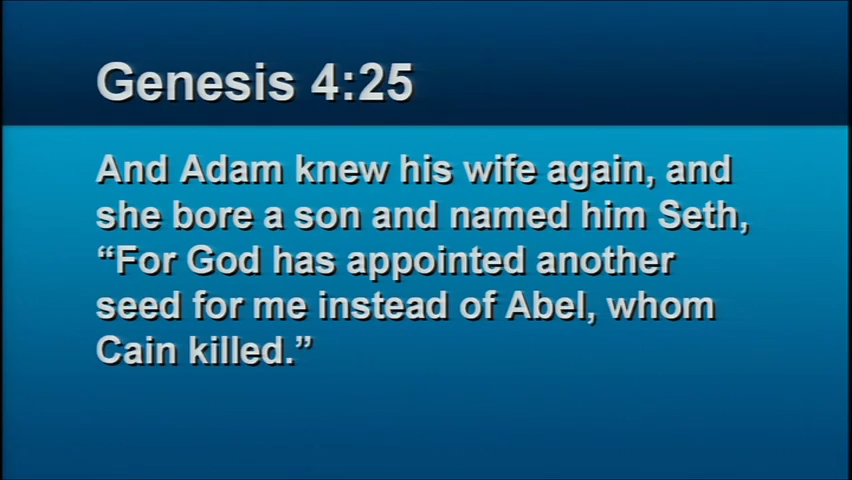 Genesis 4:25
And Adam knew his wife again, and
she bore a son and named him Seth,
“For God has appointed another
seed for me instead of Abel, whom
Cain killed.”